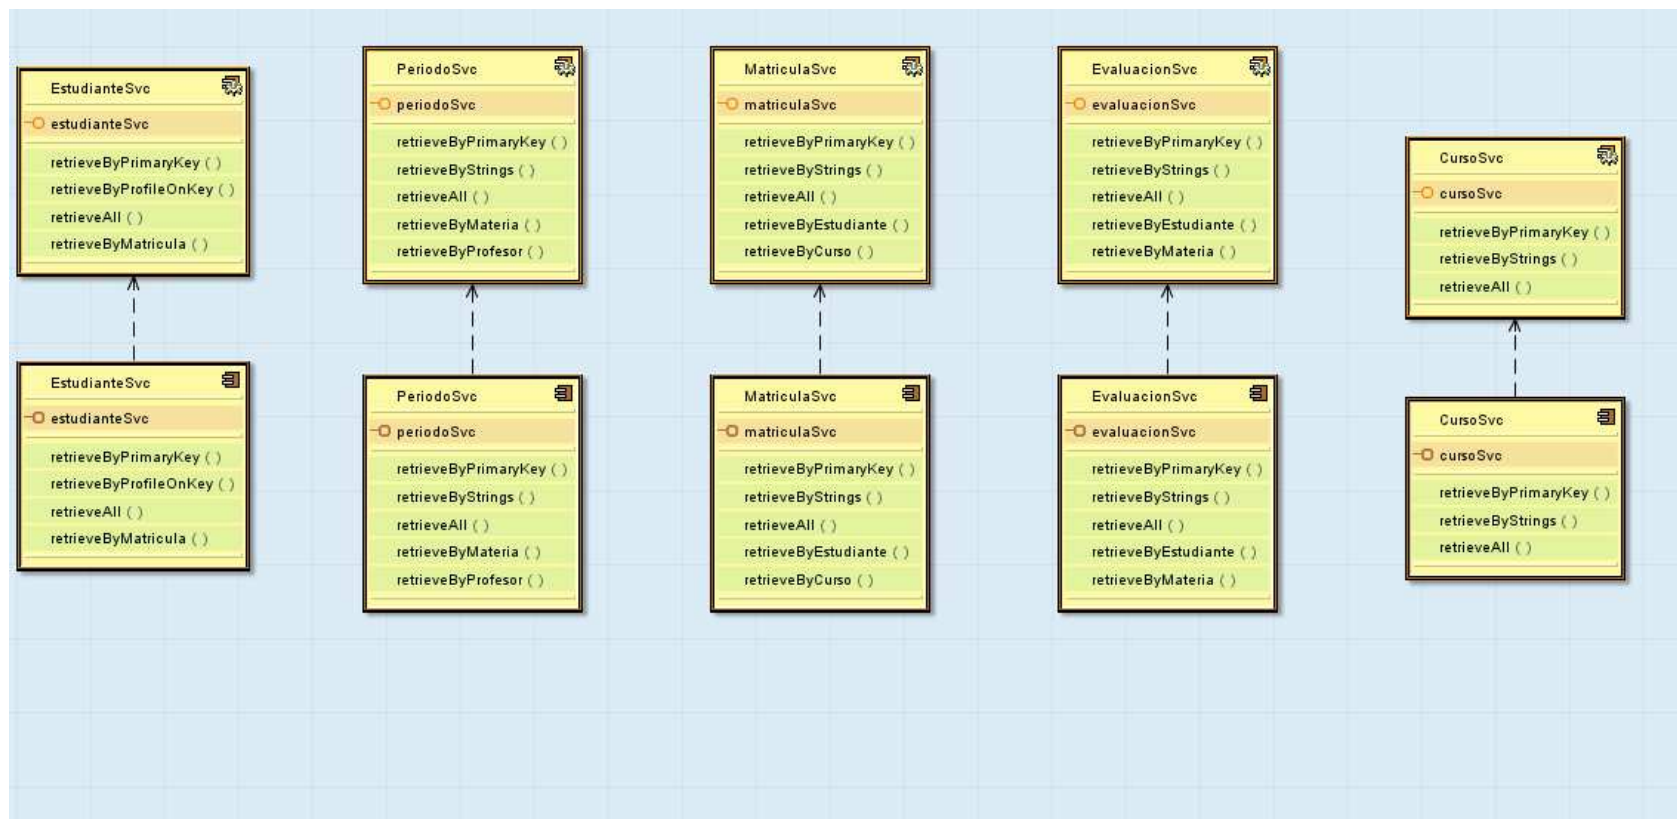 EstudianteSvc
estudianteSvc
retrieveByPrimaryKey ( )
retrieveByProfileOnKey ( )
retrieveAll ( )
retrieveByMatricula ( )
PeriodoSvc
periodoSvc
retrieveByPrimaryKey ( )
retrieveByStrings ( )
retrieveAll ( )
retrieveByMateria ( )
retrieveByProfesor ( )
MatriculaSvc
matriculaSvc
retrieveByPrimaryKey ( )
retrieveByStrings ( )
retrieveAll ( )
retrieveByEstudiante ( )
retrieveByCurso ( )
EvaluacionSvc
evaluacionSvc
retrieveByPrimaryKey ( )
retrieveByStrings ( )
retrieveAll ( )
retrieveByEstudiante ( )
retrieveByMateria ( )
CursoSvc
cursoSvc
retrieveByPrimaryKey ( )
retrieveByStrings ( )
retrieveAll ( )
EstudianteSvc
estudianteSvc
retrieveByPrimaryKey ( )
retrieveByProfileOnKey ( )
retrieveAll ( )
retrieveByMatricula ( )
PeriodoSvc
periodoSvc
retrieveByPrimaryKey ( )
retrieveByStrings ( )
retrieveAll ( )
retrieveByMateria ( )
retrieveByProfesor ( )
MatriculaSvc
matriculaSvc
retrieveByPrimaryKey ( )
retrieveByStrings ( )
retrieveAll ( )
retrieveByEstudiante ( )
retrieveByCurso ( )
EvaluacionSvc
evaluacionSvc
retrieveByPrimaryKey ( )
retrieveByStrings ( )
retrieveAll ( )
retrieveByEstudiante ( )
retrieveByMateria ( )
CursoSvc
cursoSvc
retrieveByPrimaryKey ( )
retrieveByStrings ( )
retrieveAll ( )